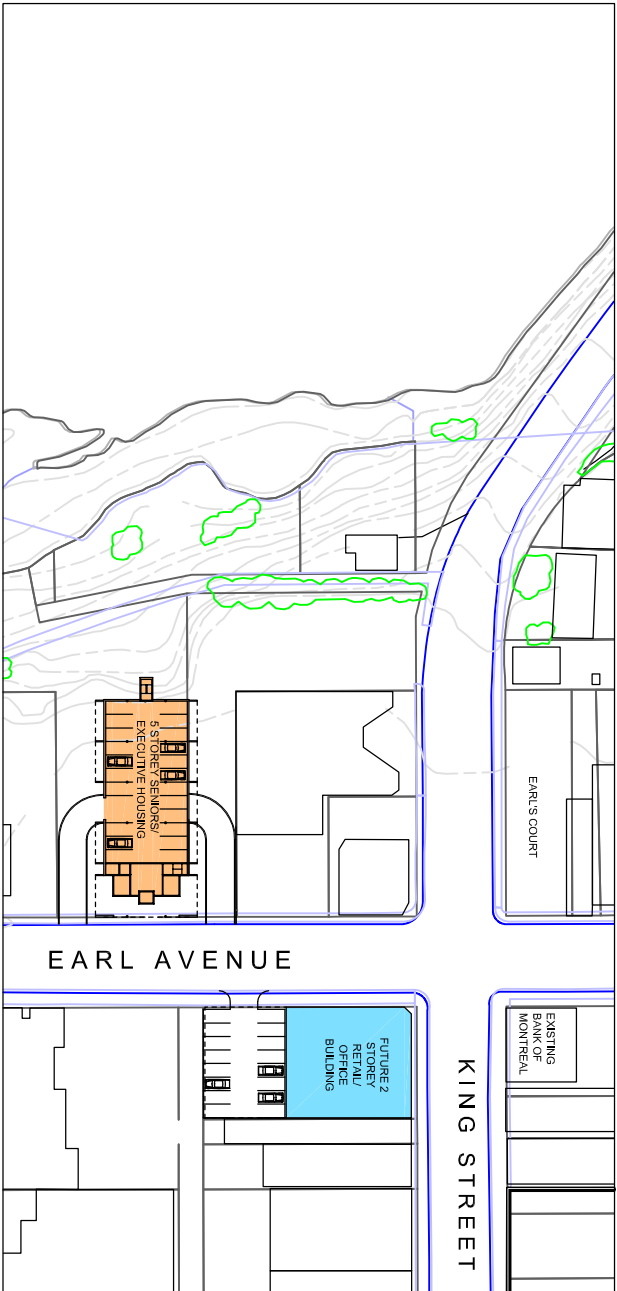 5 STOREY SENIORS/
EXECUTIVE HOUSING
EARL'S COURT
EARL AVENUE
FUTURE 2
STOREY
RETAIL/
OFFICE
BUILDING
EXISTING
BANK OF
MONTREAL
KING STREET